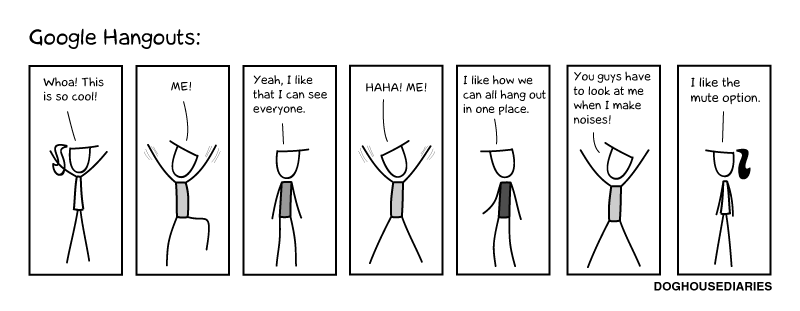 Google Hangouts:
Whoa! This
is so cool!
ME!
Yeah, I like
that I can see
everyone.
HAHA! ME!
I like how we
can all hang out
in one place.
You guys have
to look at me
when I make
noises!
I like the
mute option.
DOGHOUSEDIARIES